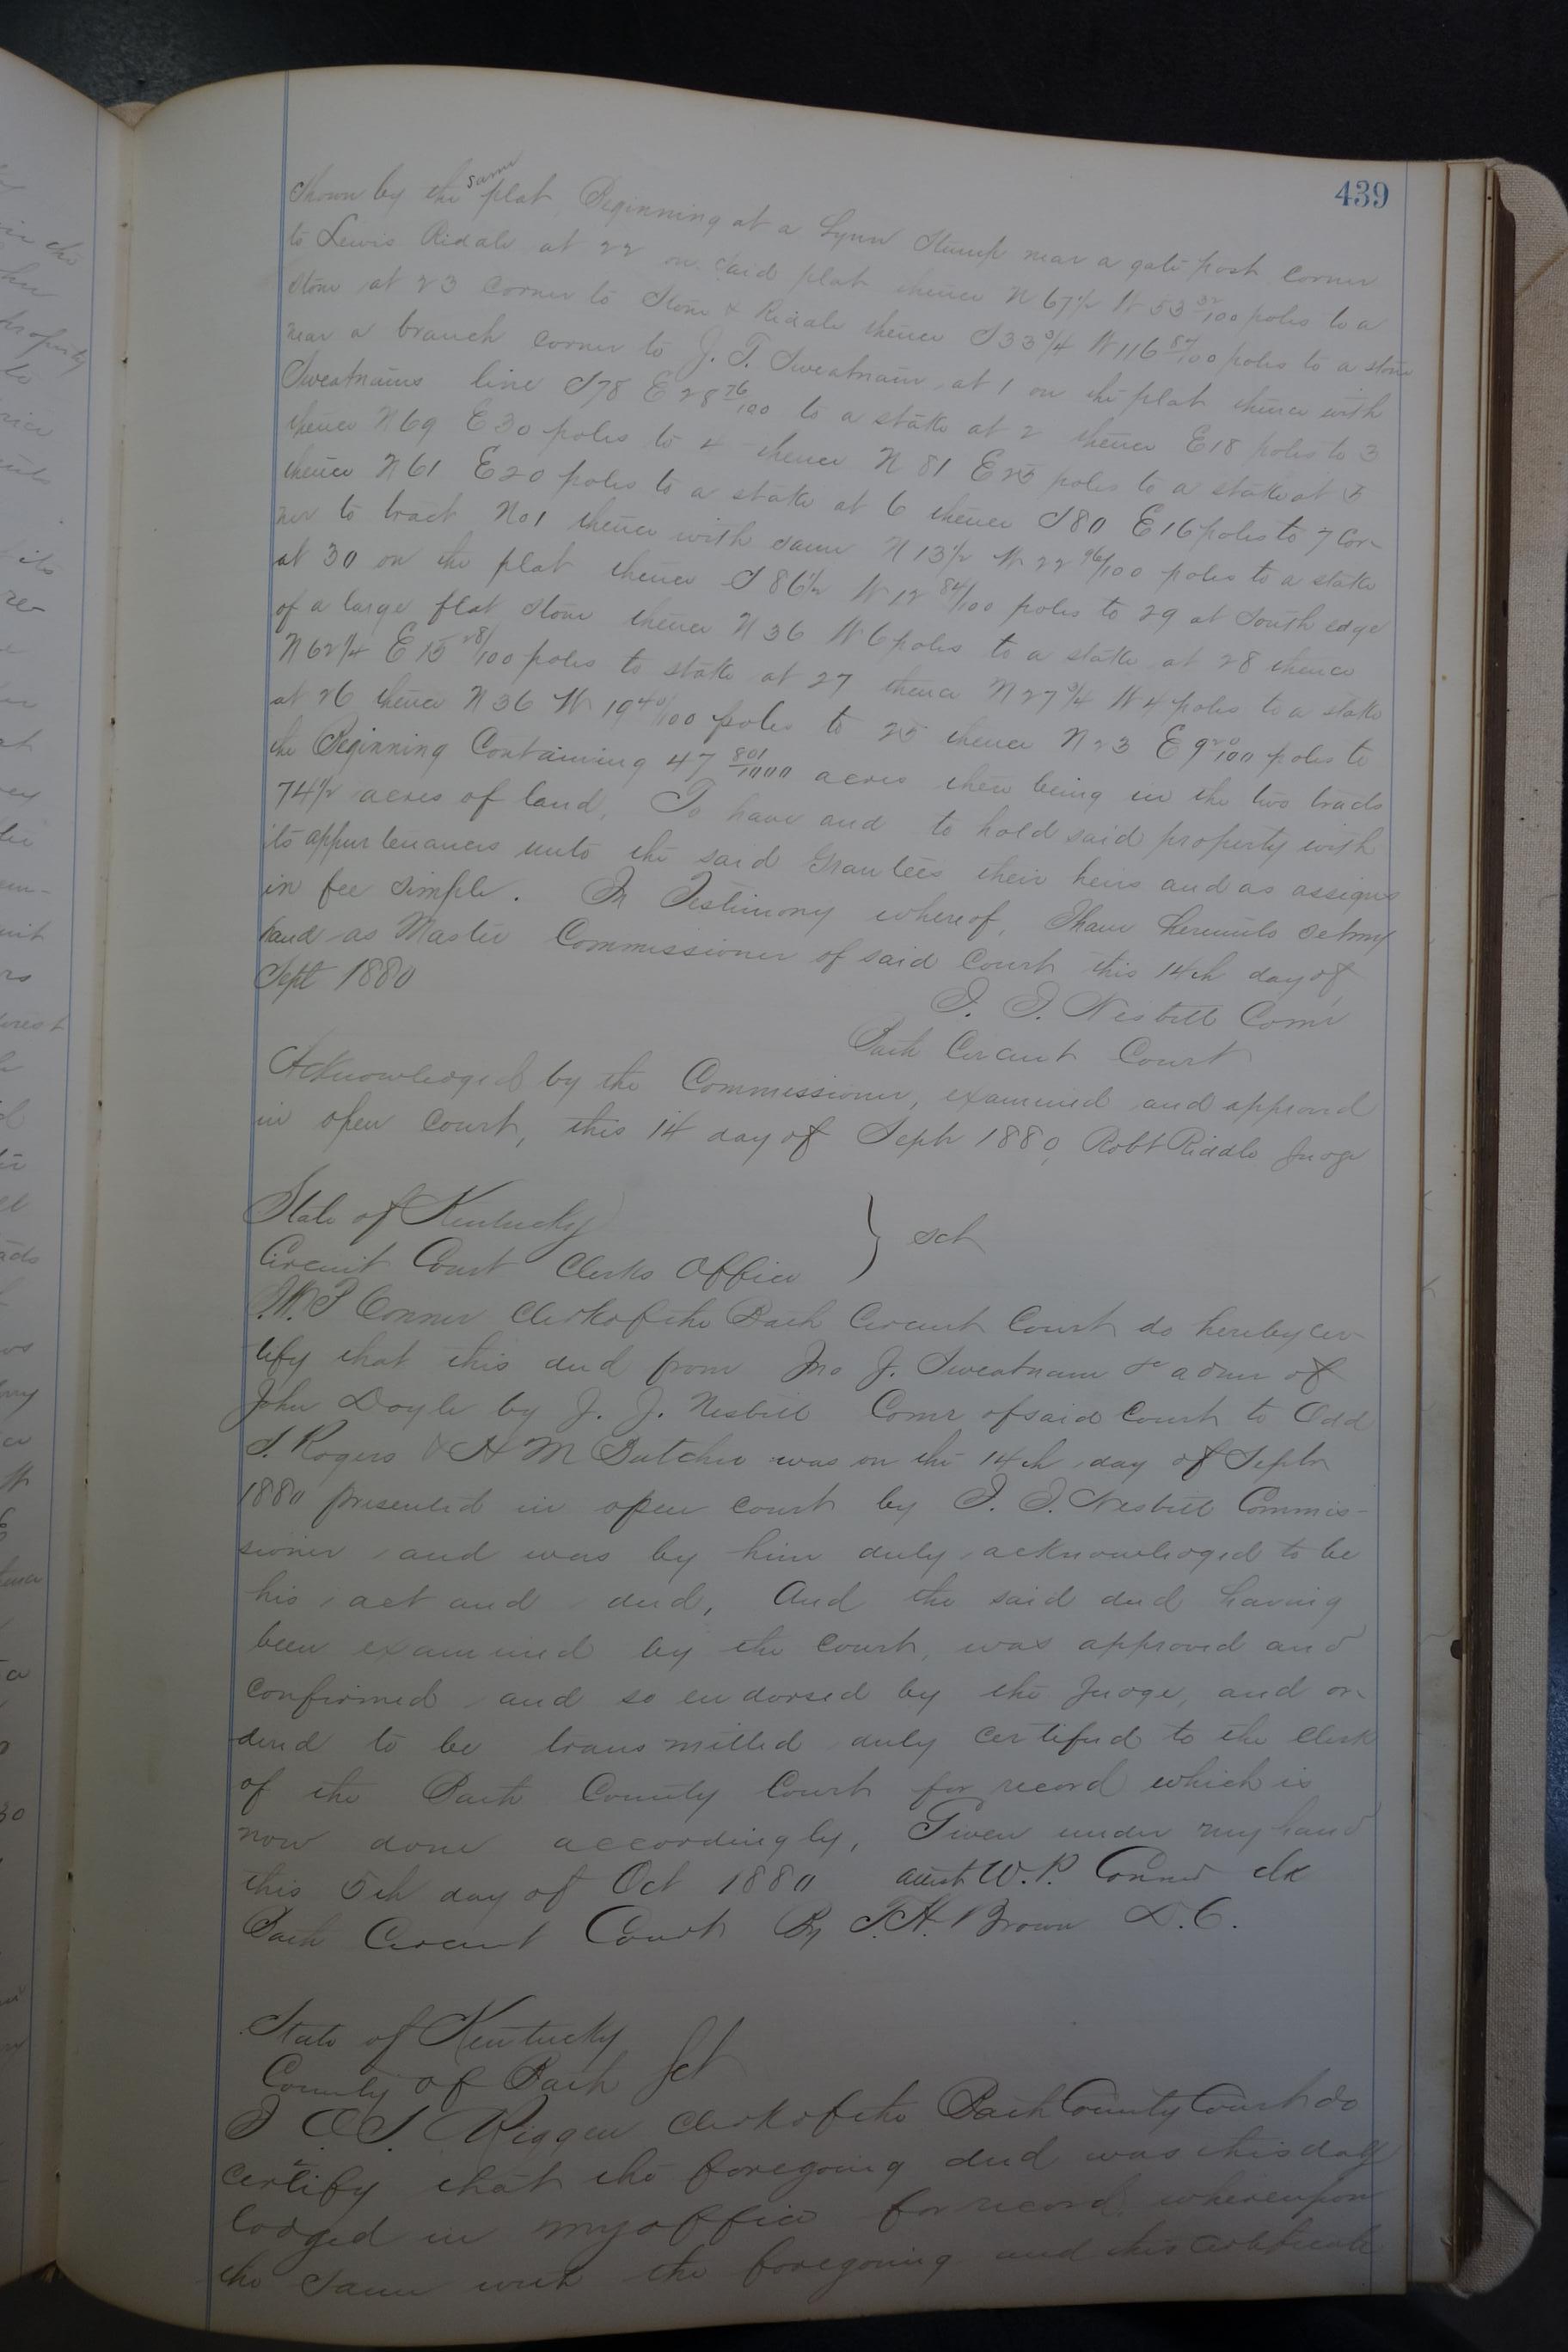 439
Shown by the same plat Beginning at a Lynn Stump near a gate post corner
to Lewis Ridale at 22 on said plat thence N 67½ W 53 32/100 poles to a
stone at 23 corner to Stone & Ridale thence S 33 3/4 W 116 84/100 poles to a stone
near a branch corner to J. T. Sweatnam at 1 on the plat thence with
Sweatnams line S 78 E 28 76/100 to a stake at 2 thence E 18 poles to 3
thence N 69 E 30 poles to 4 thence N 81 E 25 poles to a stake at 5
thence N 61 E 20 poles to a stake at 6 thence S 80 E 16 poles to 7 Cor-
ner to tract No 1 thence with same N 13½ W 22 96/100 poles to a stake
at 30 on the plat thence S 86½ W 12 84/100 poles to 29 at South edge
of a large flat stone thence N 36 W 6 poles to a stake at 28 thence
N 62 1/4 E 15 28/100 poles to stake at 27 thence N 27 3/4 W 4 poles to a stake
at 26 thence N 36 W 19 40/100 poles to 25 thence N 23 E 9 20/100 poles to
the Beginning Containing 47 801/1000 acres there being in the two tracts
74½ acres of land. To have and to hold said property with
its appurtenances unto the said Grantees their heirs and as assigns
in fee simple. In Testimony whereof, I have hereunto set my
hand as Master Commissioner of said Court this 14th day of
Sept 1880
J. J. Nesbitt Comr
Bath Circuit Court
Acknowledged by the Commissioner, examined and approved
in open Court, this 14 day of Sept 1880, Robt Riddle Judge
State of Kentucky } sct
Circuit Court Clerks Office
I W. P Conner Clerk of the Bath Circuit Court do hereby cer-
tify that this deed from Jno J. Sweatnam & admr of
John Doyle by J. J. Nesbitt Comr of said Court to Odd
S. Rogers & A M Butcher was on the 14th day of Sept
1880 presented in open court by J. J. Nesbitt Commis-
sioner and was by him duly acknowledged to be
his act and deed, And the said deed having
been examined by the Court, was approved and
confirmed and so endorsed by the Judge, and or-
dered to be transmitted duly certified to the Clerk
of the Bath County Court for record which is
now done accordingly, Given under my hand
this 5th day of Oct 1880 attest W. P. Conner clk
Bath Circuit Court By T. H. Brown D. C.
State of Kentucky
County of Bath Sct
I C. S. Riggen Clerk of the Bath County Court do
certify that the foregoing deed was this day
lodged in my office for record whereupon
the same with the foregoing and this certificate